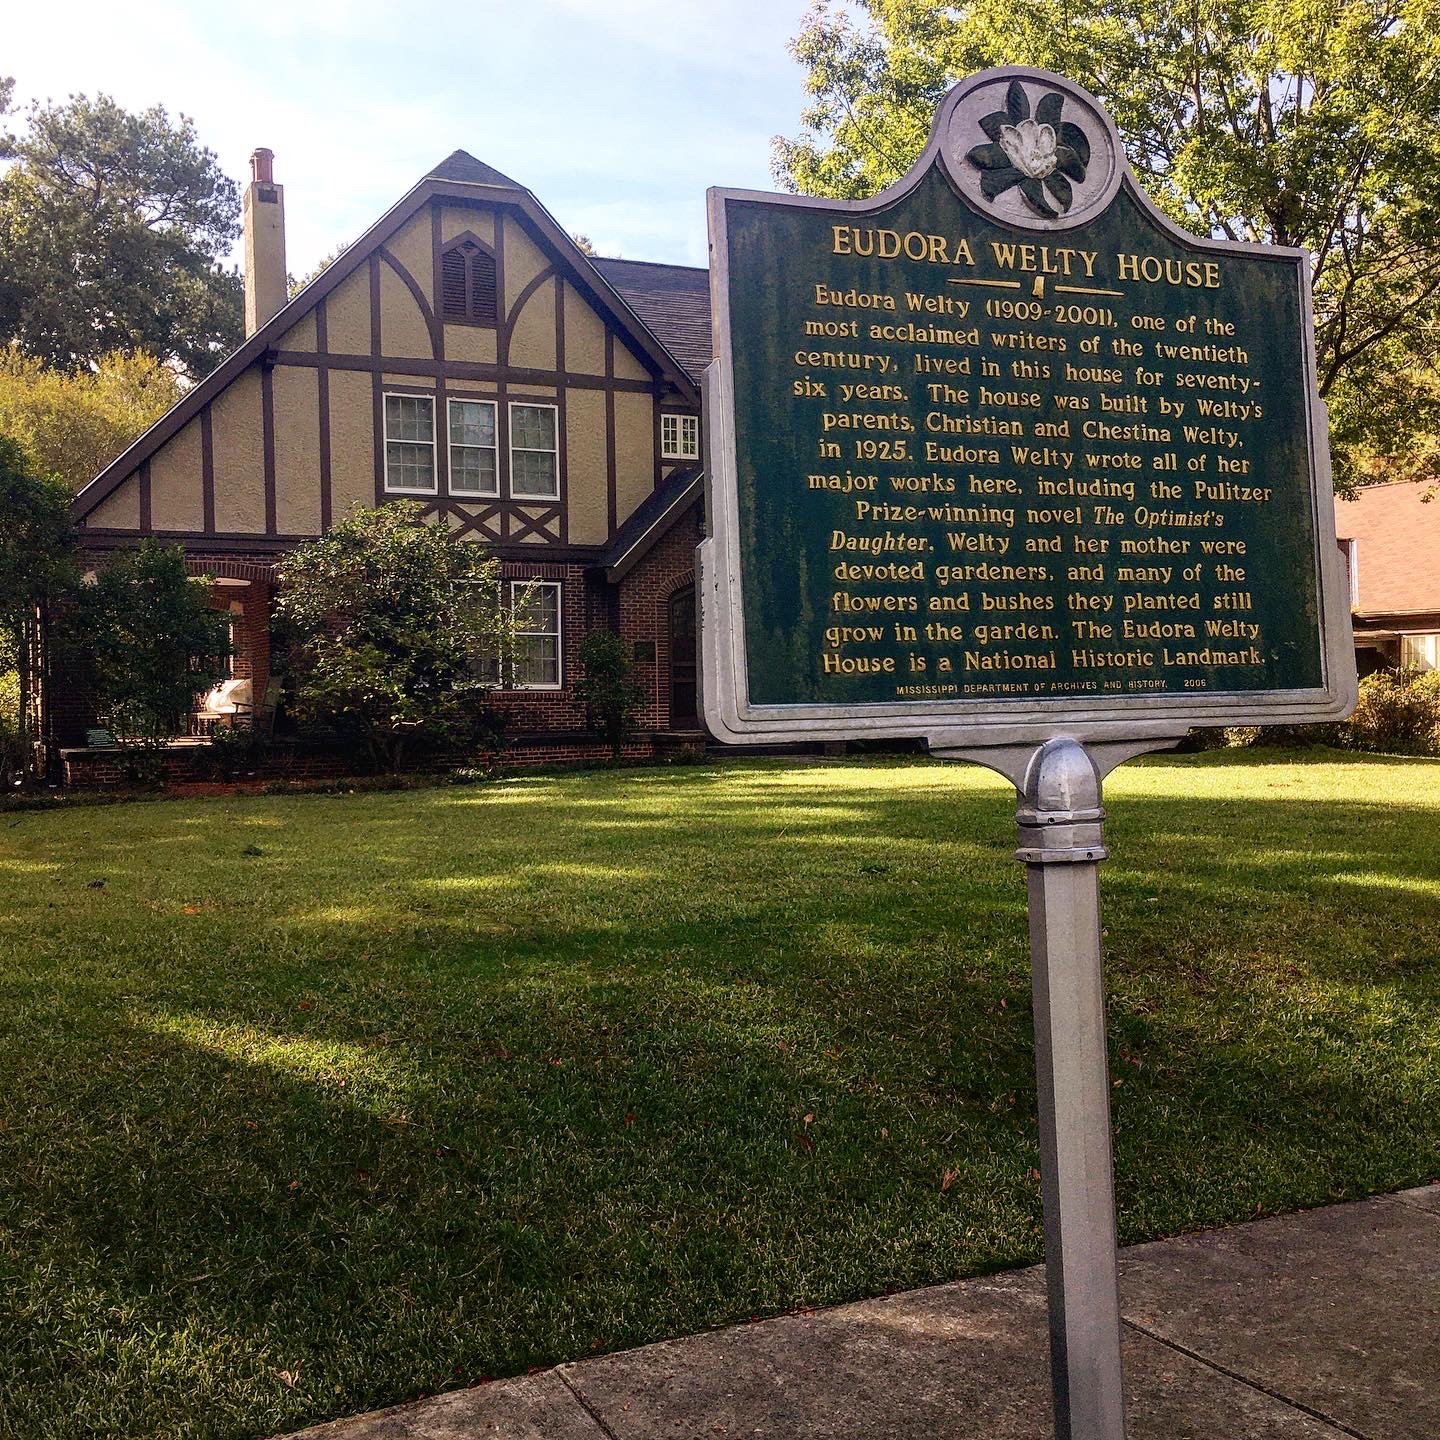 EUDORA WELTY HOUSE
Eudora Welty (1909-2001), one of the
most acclaimed writers of the twentieth
century, lived in this house for seventy-
six years. The house was built by Welty's
parents, Christian and Chestina Welty,
in 1925. Eudora Welty wrote all of her
major works here, including the Pulitzer
Prize-winning novel The Optimist's
Daughter. Welty and her mother were
devoted gardeners, and many of the
flowers and bushes they planted still
grow in the garden. The Eudora Welty
House is a National Historic Landmark.
MISSISSIPPI DEPARTMENT OF ARCHIVES AND HISTORY. 2006